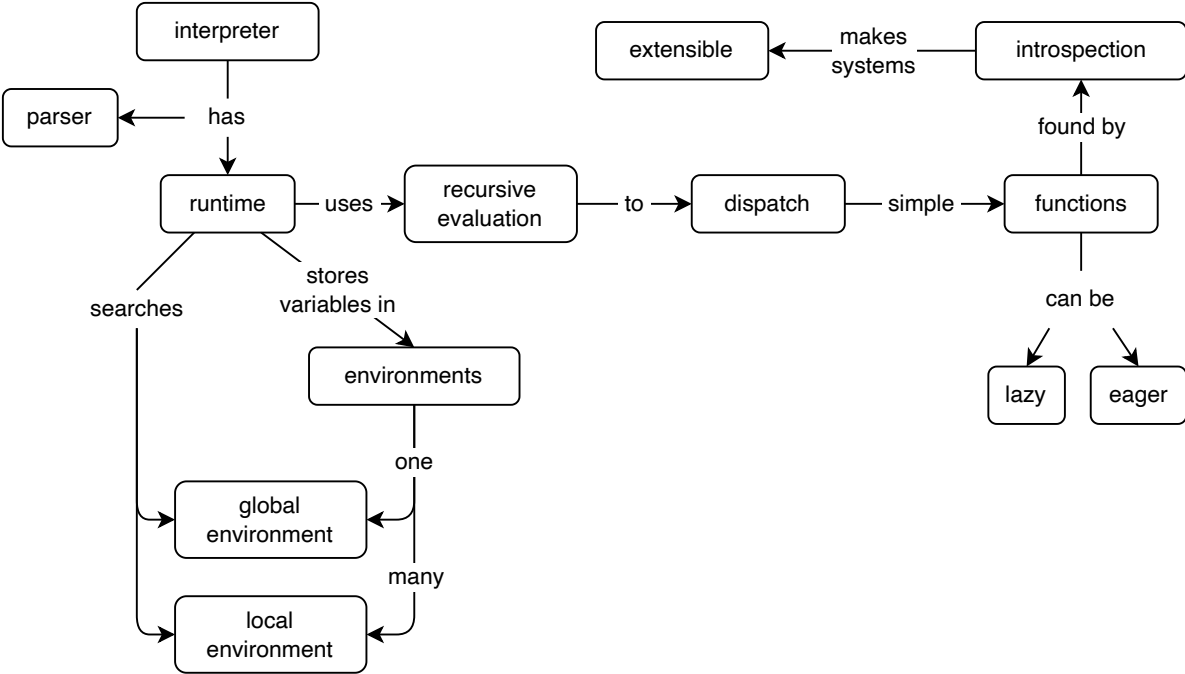 interpreter
has
parser
runtime
uses
recursive
evaluation
to
dispatch
simple
functions
found by
introspection
makes
systems
extensible
can be
lazy
eager
searches
stores
variables in
environments
one
global
environment
many
local
environment